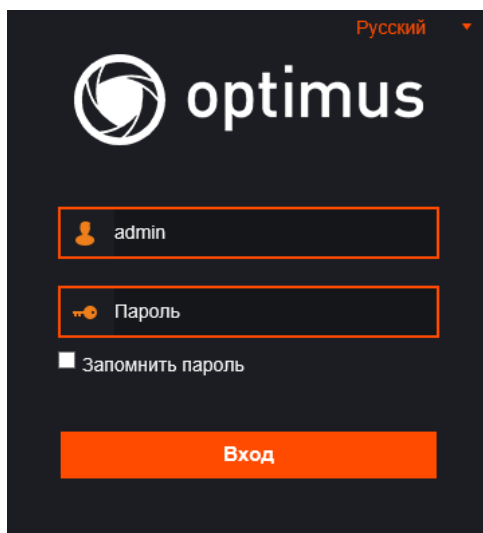 Русский
optimus
admin
Пароль
Запомнить пароль
Вход